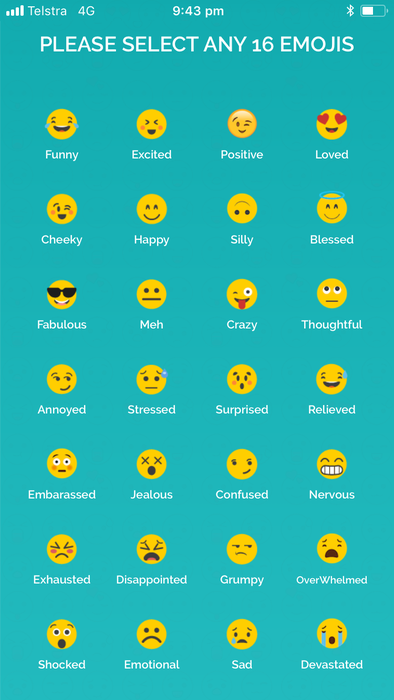 Telstra 4G 9:43 pm
PLEASE SELECT ANY 16 EMOJIS
Funny Excited Positive Loved
Cheeky Happy Silly Blessed
Fabulous Meh Crazy Thoughtful
Annoyed Stressed Surprised Relieved
Embarassed Jealous Confused Nervous
Exhausted Disappointed Grumpy OverWhelmed
Shocked Emotional Sad Devastated